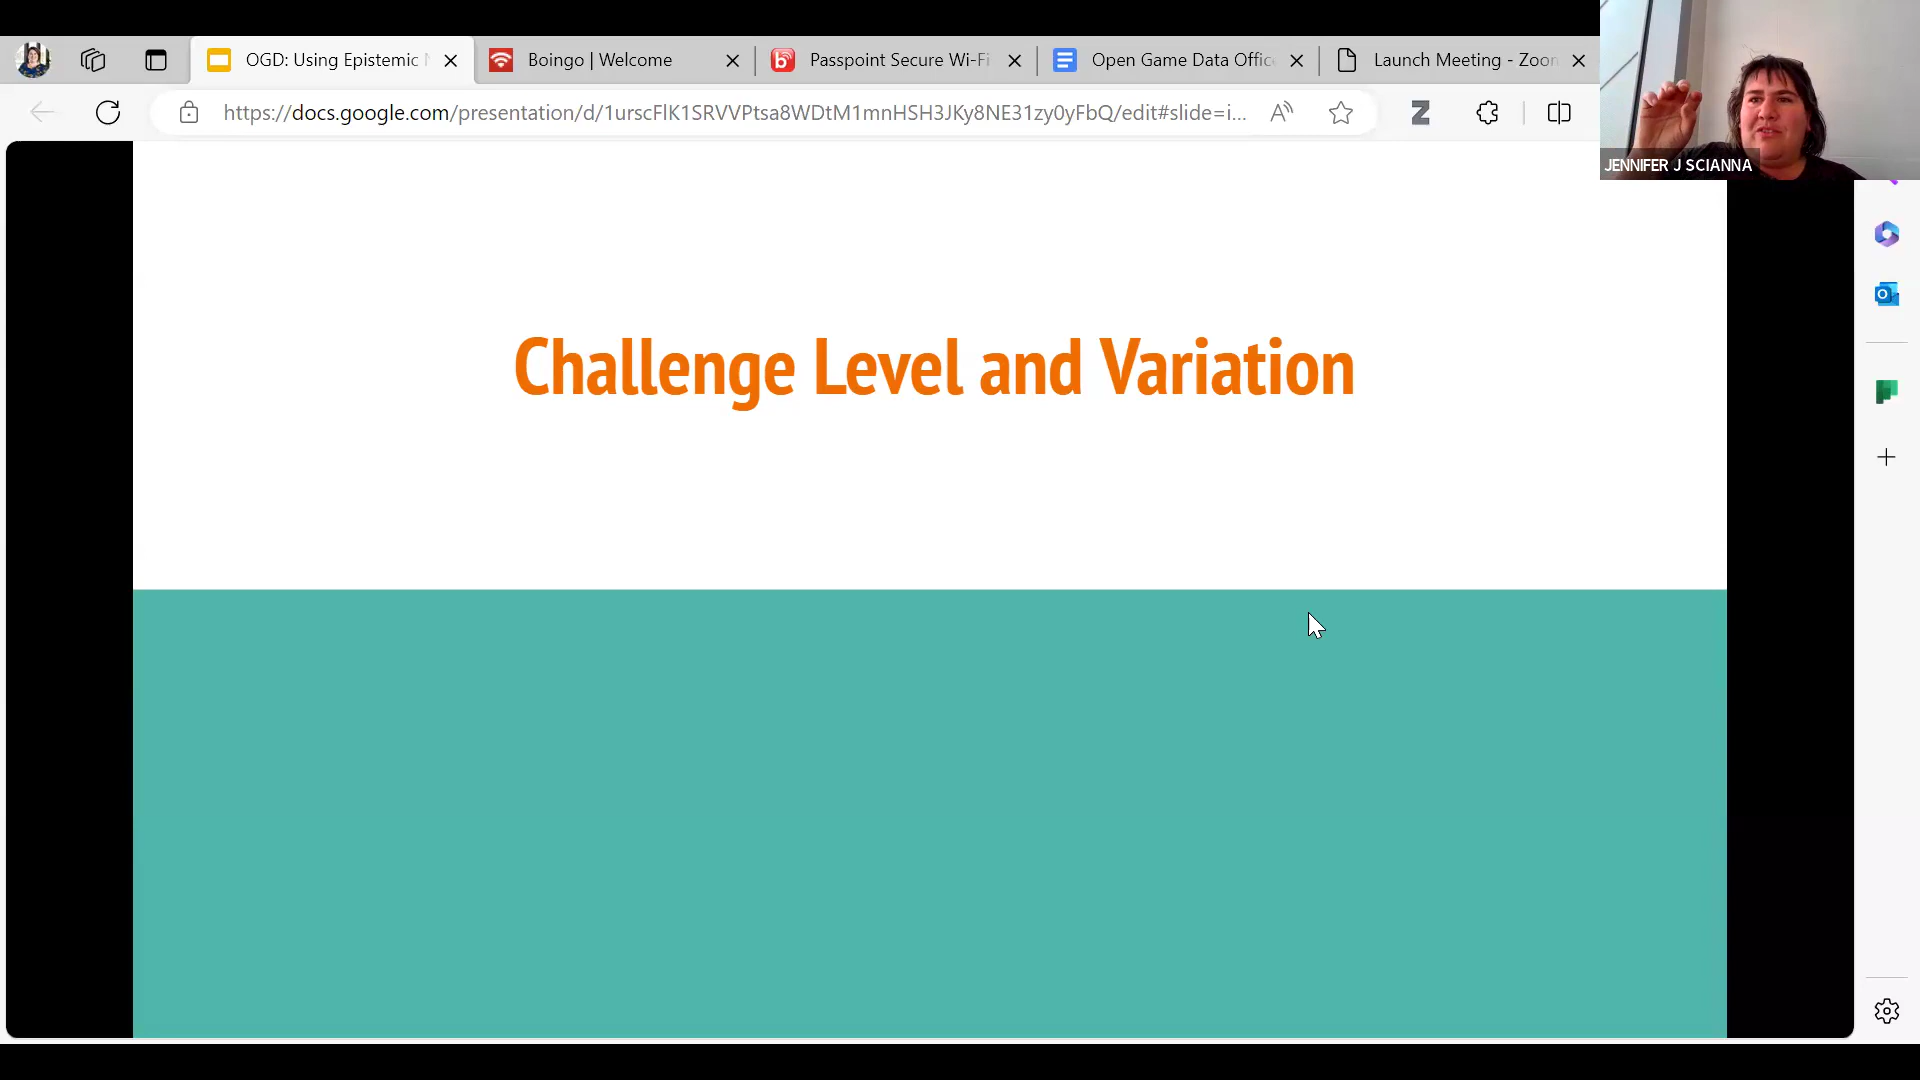 OGD: Using Epistemic
Boingo | Welcome
Passpoint Secure Wi-Fi
Open Game Data Offic
Launch Meeting - Zoom
https://docs.google.com/presentation/d/1urscFlK1SRVVPtsa8WDtM1mnHSH3JKy8NE31zy0yFbQ/edit#slide=i...
JENNIFER J SCIANNA
Challenge Level and Variation